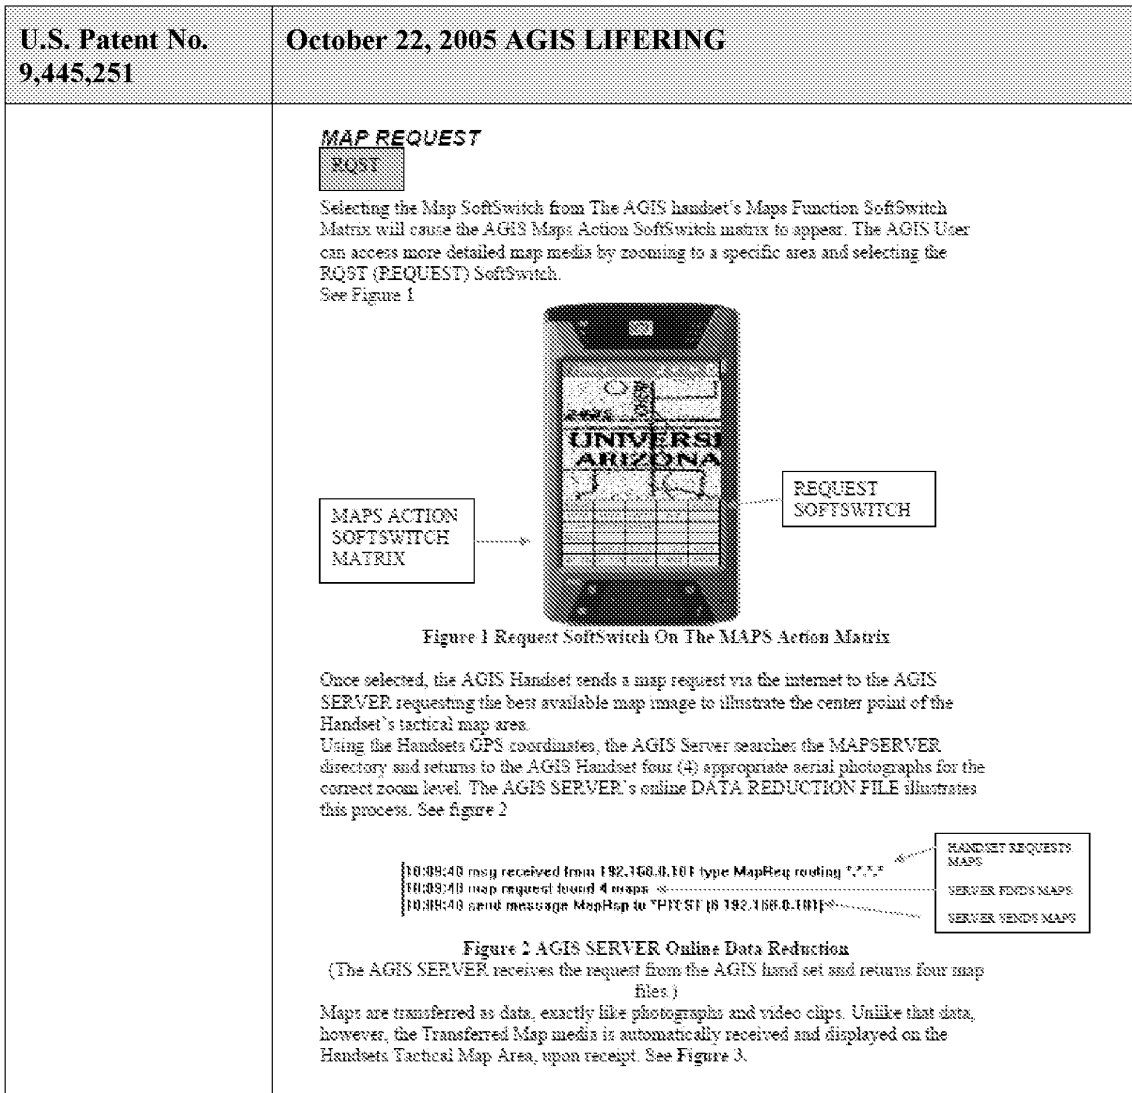 U.S. Patent No.
9,445,251
October 22, 2005 AGIS LIFERING
MAP REQUEST
RQST
Selecting the Map SoftSwitch from The AGIS handset's Maps Function SoftSwitch
Matrix will cause the AGIS Maps Action SoftSwitch matrix to appear. The AGIS User
can access more detailed map media by zooming to a specific area and selecting the
RQST (REQUEST) SoftSwitch.
See Figure 1
UNIVERSI
ARIZONA
REQUEST
SOFTSWITCH
MAPS ACTION
SOFTSWITCH
MATRIX
Figure 1 Request SoftSwitch On The MAPS Action Matrix
Once selected, the AGIS Handset sends a map request via the internet to the AGIS
SERVER requesting the best available map image to illustrate the center point of the
Handset's tactical map area.
Using the Handsets GPS coordinates, the AGIS Server searches the MAPSERVER
directory and returns to the AGIS Handset four (4) appropriate aerial photographs for the
correct zoom level. The AGIS SERVER's online DATA REDUCTION FILE illustrates
this process. See figure 2
HANDSET REQUESTS
MAPS
SERVER FINDS MAPS
SERVER SENDS MAPS
msg received from 192.168.0.101 type MapReq routing *.*.*.*
map request found 4 maps
send message MapRsp to
Figure 2 AGIS SERVER Online Data Reduction
(The AGIS SERVER receives the request from the AGIS hand set and returns four map
files.)
Maps are transferred as data, exactly like photographs and video clips. Unlike that data,
however, the Transferred Map media is automatically received and displayed on the
Handsets Tactical Map Area, upon receipt. See Figure 3.